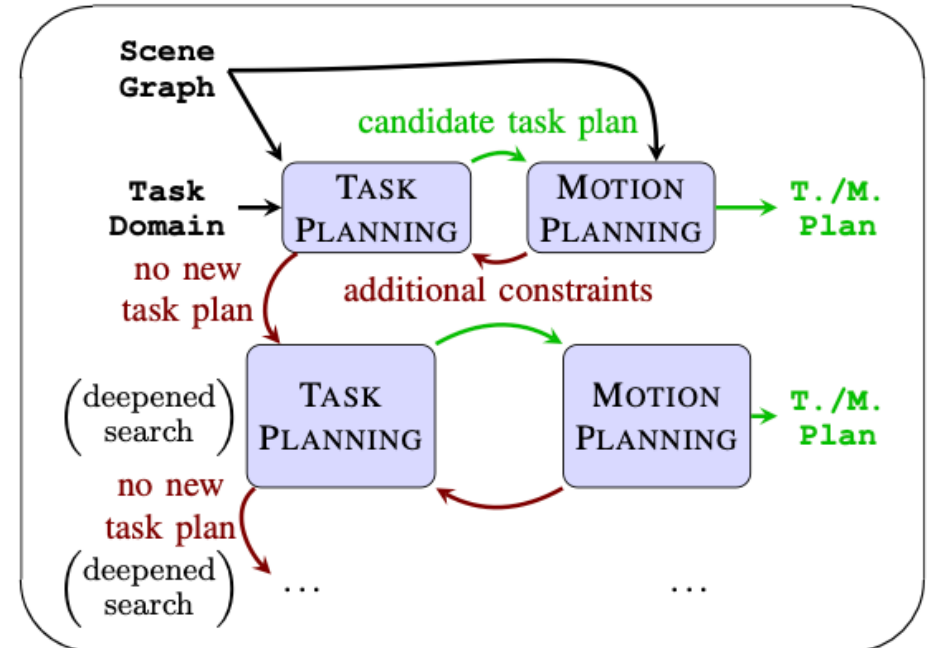 Scene
Graph
candidate task plan
Task
Domain
TASK
PLANNING
MOTION
PLANNING
T./M.
Plan
no new
task plan
additional constraints
(deepened
search)
TASK
PLANNING
MOTION
PLANNING
T./M.
Plan
no new
task plan
(deepened
search)
...
...